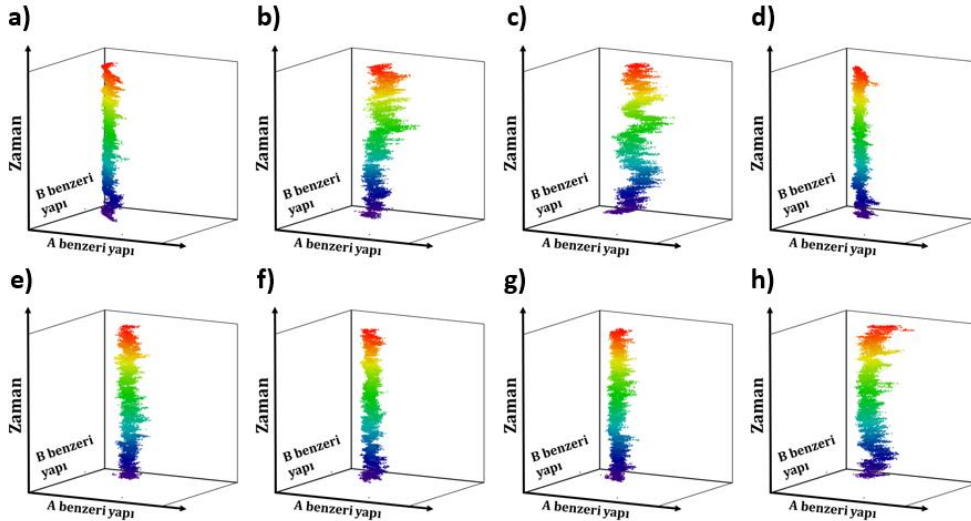 a)
b)
c)
d)
Zaman
B benzeri
yapı
A benzeri yapı
Zaman
B benzeri
yapı
A benzeri yapı
Zaman
B benzeri
yapı
A benzeri yapı
Zaman
B benzeri
yapı
A benzeri yapı
e)
f)
g)
h)
Zaman
B benzeri
yapı
A benzeri yapı
Zaman
B benzeri
yapı
A benzeri yapı
Zaman
B benzeri
yapı
A benzeri yapı
Zaman
B benzeri
yapı
A benzeri yapı